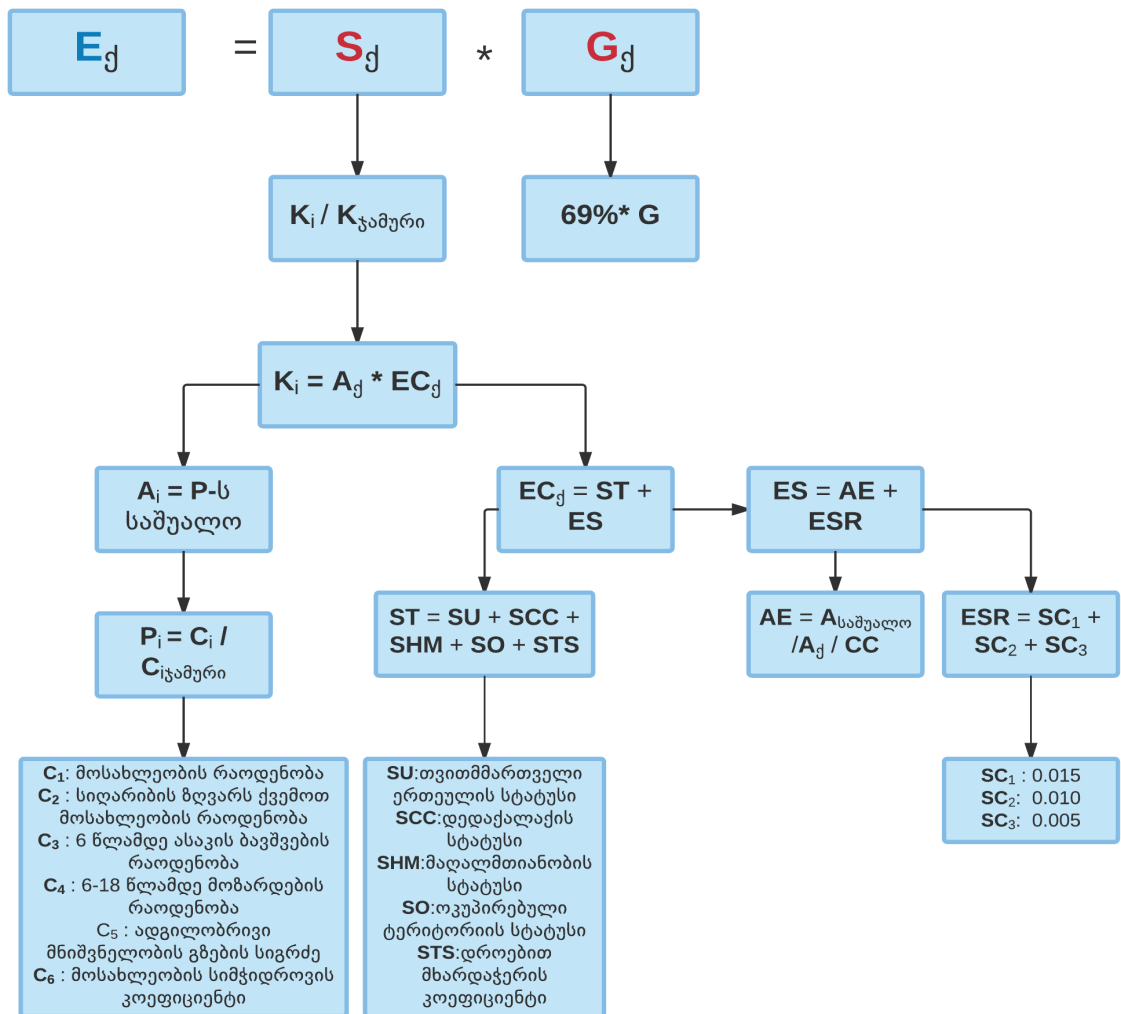 Eქ = Sქ * Gქ
Ki / Kჯამური
69%* G
Ki = Aქ * ECქ
Ai = P-ს
საშუალო
ECქ = ST +
ES
ES = AE +
ESR
Pi = Ci /
Ciჯამური
ST = SU + SCC +
SHM + SO + STS
AE = Aსაშუალო
/Aქ / CC
ESR = SC1 +
SC2 + SC3
C1: მოსახლეობის რაოდენობა
C2 : სიღარიბის ზღვარს ქვემოთ
მოსახლეობის რაოდენობა
C3 : 6 წლამდე ასაკის ბავშვების
რაოდენობა
C4 : 6-18 წლამდე მოზარდების
რაოდენობა
C5 : ადგილობრივი
მნიშვნელობის გზების სიგრძე
C6 : მოსახლეობის სიმჭიდროვის
კოეფიციენტი
SU:თვითმმართველი
ერთეულის სტატუსი
SCC:დედაქალაქის
სტატუსი
SHM:მაღალმთიანობის
სტატუსი
SO:ოკუპირებული
ტერიტორიის სტატუსი
STS:დროებით
მხარდაჭერის
კოეფიციენტი
SC1 : 0.015
SC2: 0.010
SC3: 0.005